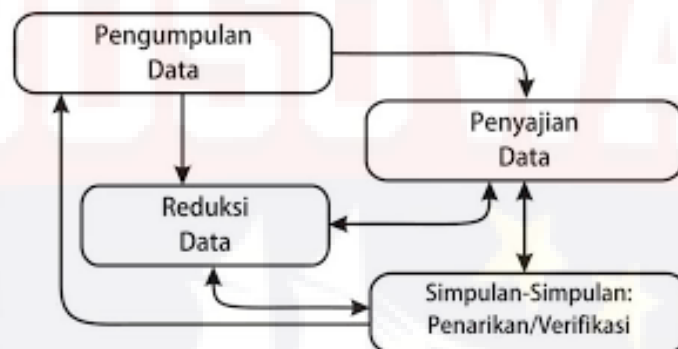 Pengumpulan
Data
Penyajian
Data
Reduksi
Data
Simpulan-Simpulan:
Penarikan/Verifikasi